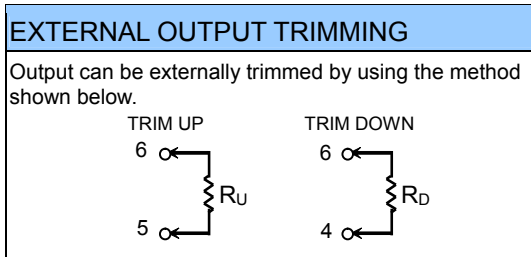 EXTERNAL OUTPUT TRIMMING
Output can be externally trimmed by using the method
shown below.
TRIM UP TRIM DOWN
6 6
RU RD
5 4